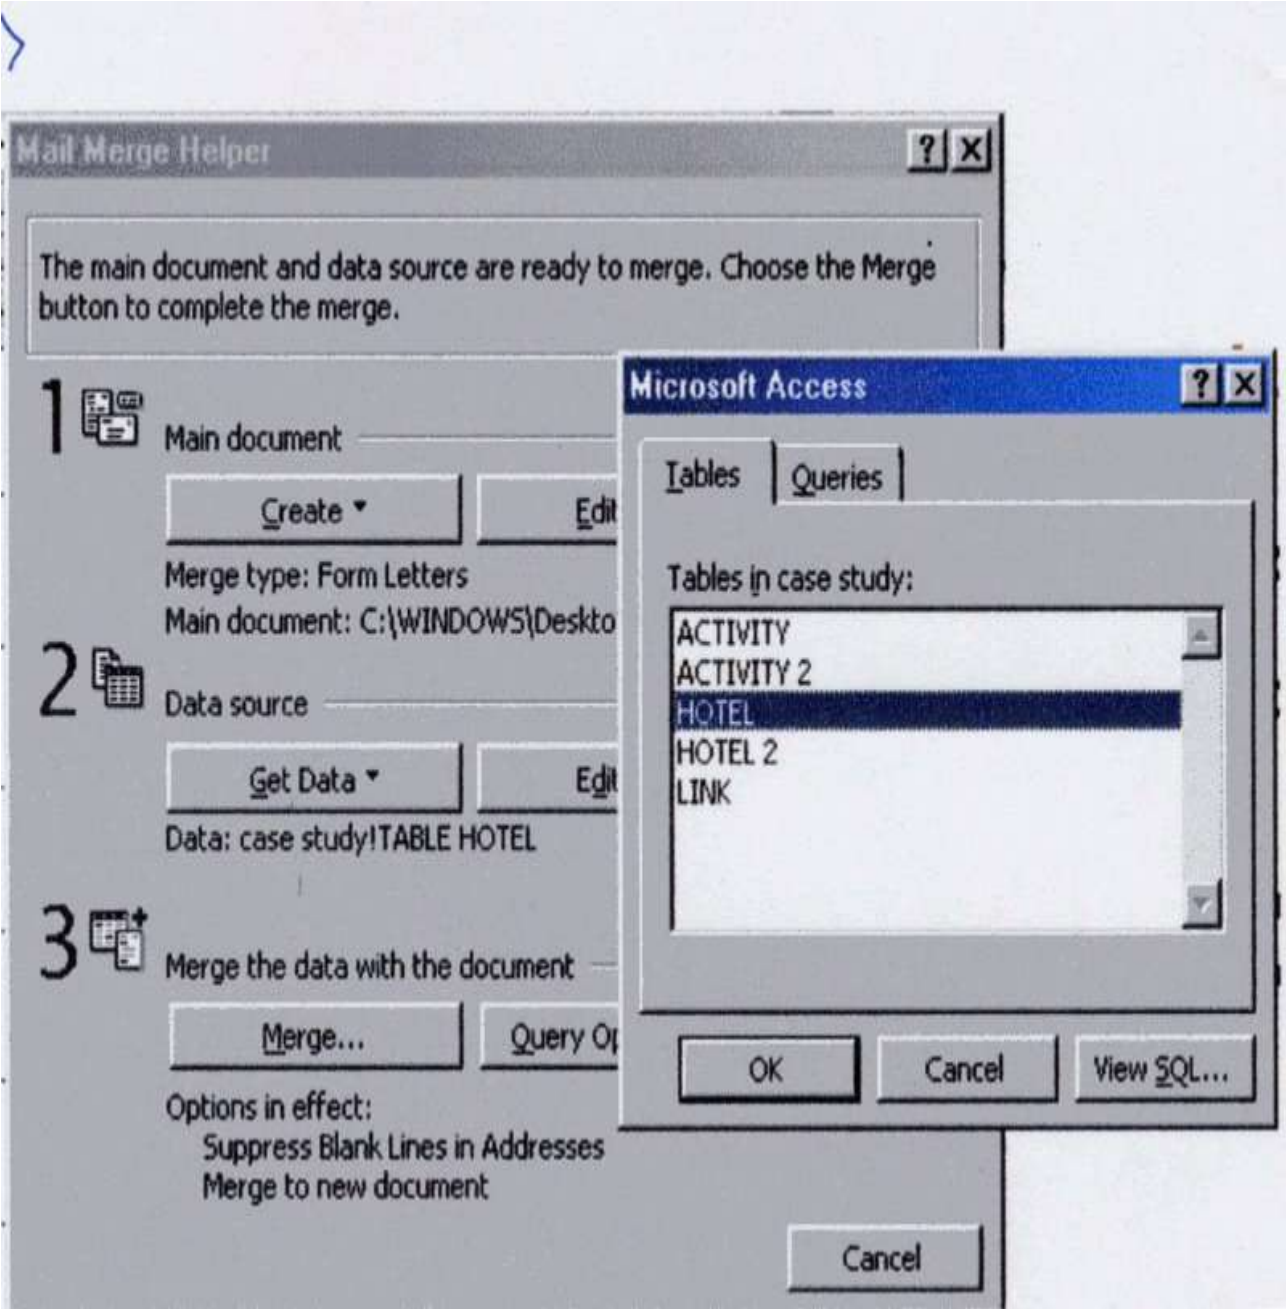 Mail Merge Helper
The main document and data source are ready to merge. Choose the Merge
button to complete the merge.
1
Main document
Create
Edit
Merge type: Form Letters
Main document: C:\WINDOWS\Deskto
2
Data source
Get Data
Edit
Data: case study!TABLE HOTEL
3
Merge the data with the document
Merge...
Query Op
Options in effect:
Suppress Blank Lines in Addresses
Merge to new document
Cancel
Microsoft Access
Tables
Queries
Tables in case study:
ACTIVITY
ACTIVITY 2
HOTEL
HOTEL 2
LINK
OK
Cancel
View SQL...